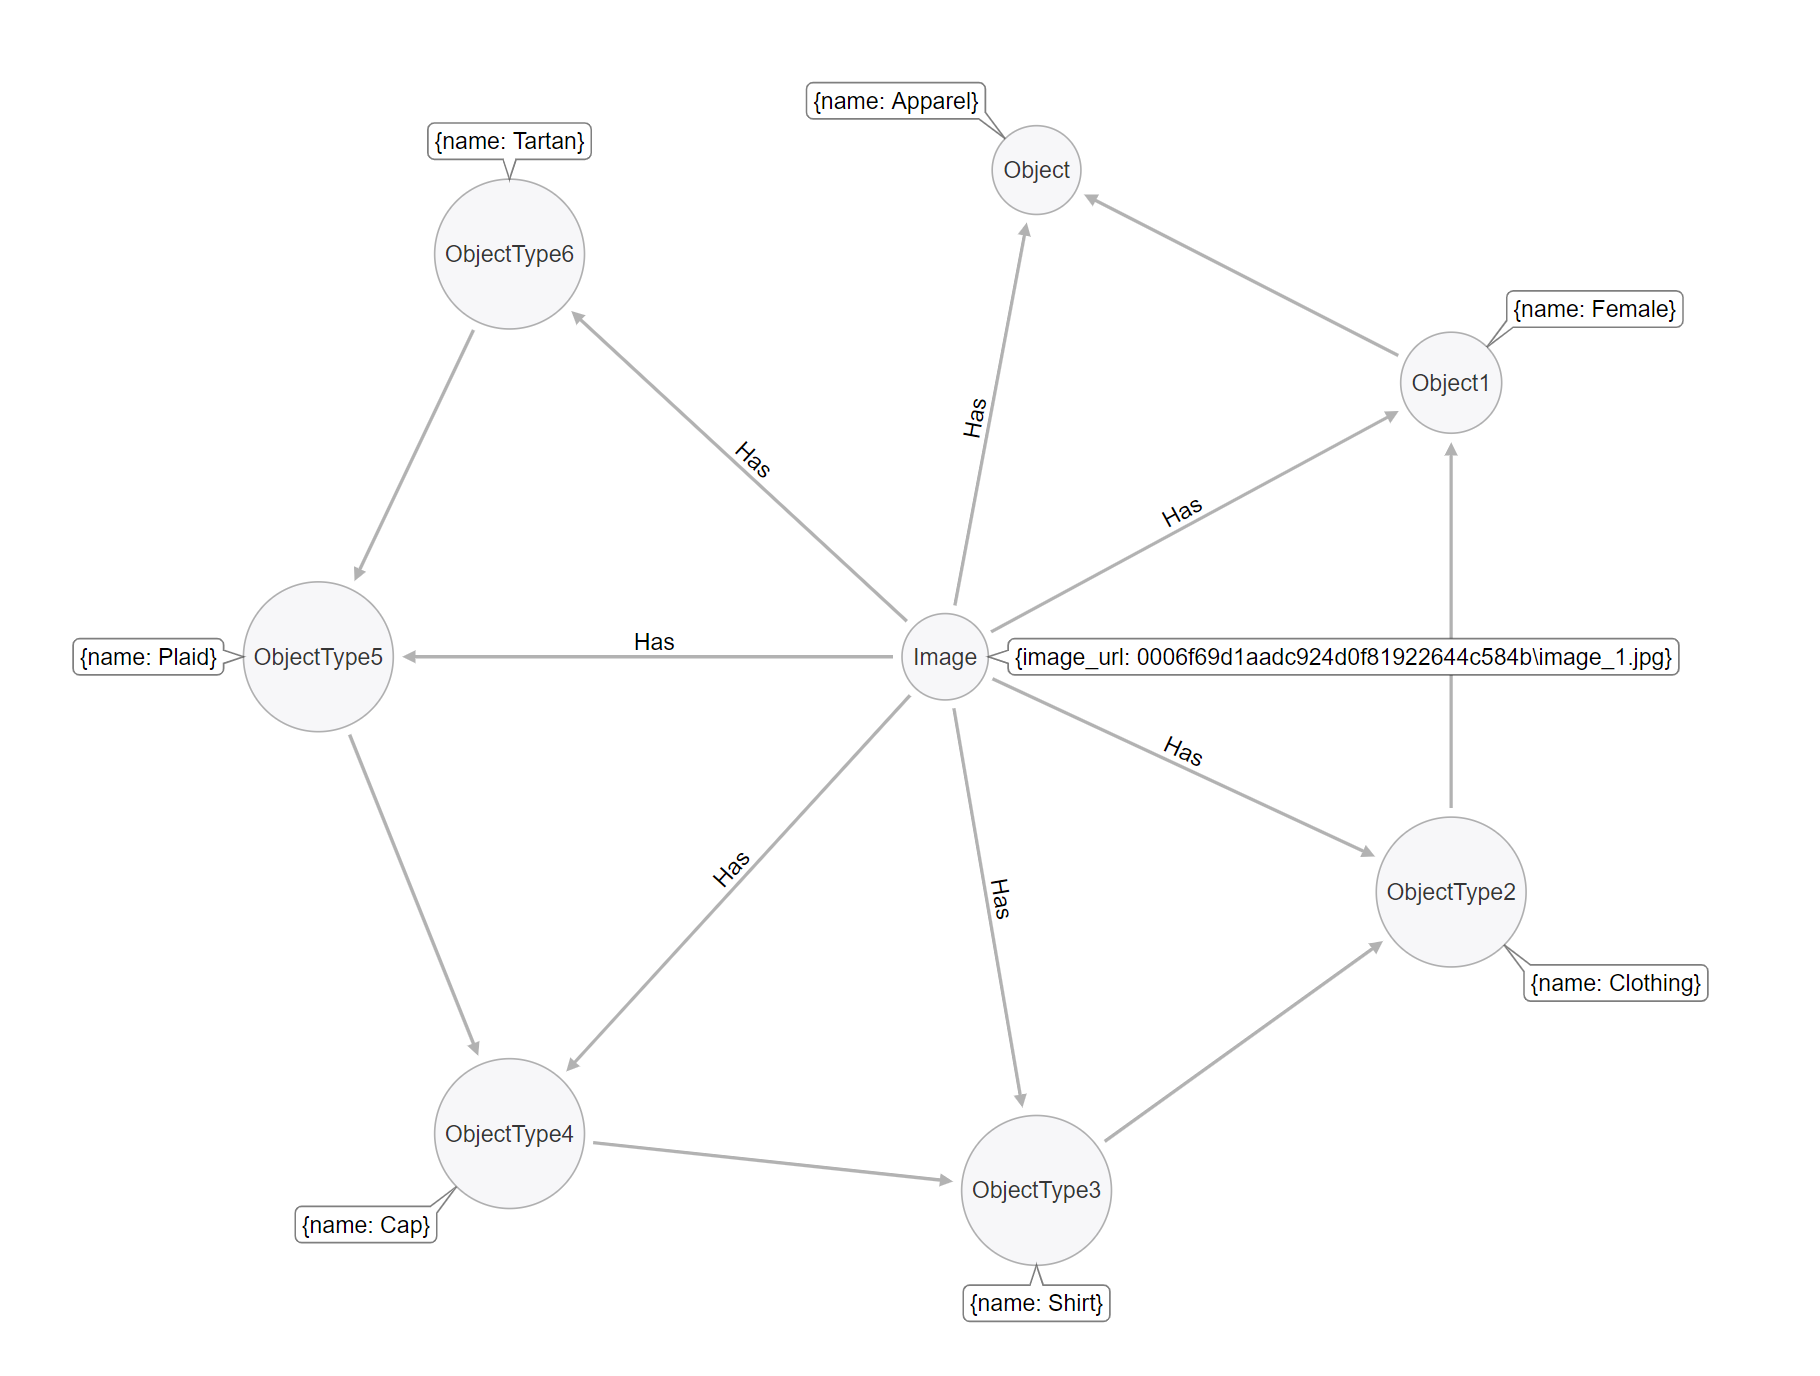 {name: Apparel}
{name: Tartan}
Object
ObjectType6
{name: Female}
Object1
Has
Has
Has
Has
{name: Plaid}
ObjectType5
Image
{image_url: 0006f69d1aadc924d0f81922644c584b\image_1.jpg}
Has
Has
Has
ObjectType2
{name: Clothing}
ObjectType4
ObjectType3
{name: Cap}
{name: Shirt}